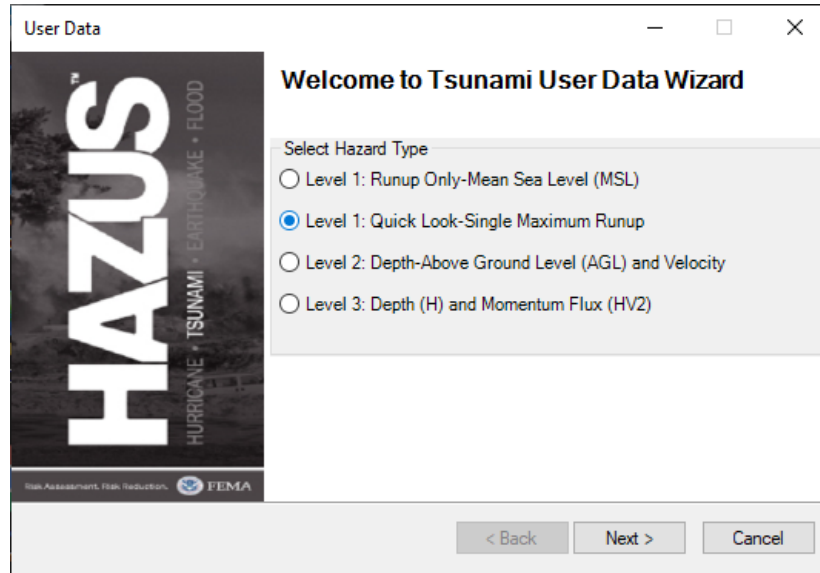 User Data
HAZUS™
HURRICANE • TSUNAMI • EARTHQUAKE • FLOOD
Risk Assessment. Risk Reduction. FEMA
Welcome to Tsunami User Data Wizard
Select Hazard Type
Level 1: Runup Only-Mean Sea Level (MSL)
Level 1: Quick Look-Single Maximum Runup
Level 2: Depth-Above Ground Level (AGL) and Velocity
Level 3: Depth (H) and Momentum Flux (HV2)
< Back Next > Cancel